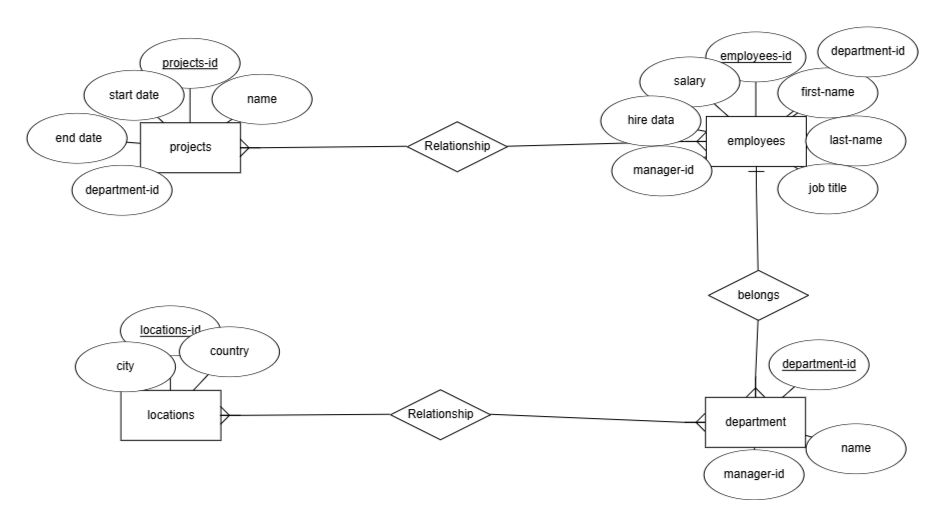 projects-id
start date
name
end date
projects
department-id
Relationship
employees-id
department-id
salary
first-name
hire data
employees
last-name
manager-id
job title
belongs
locations-id
city
country
locations
Relationship
department-id
department
name
manager-id